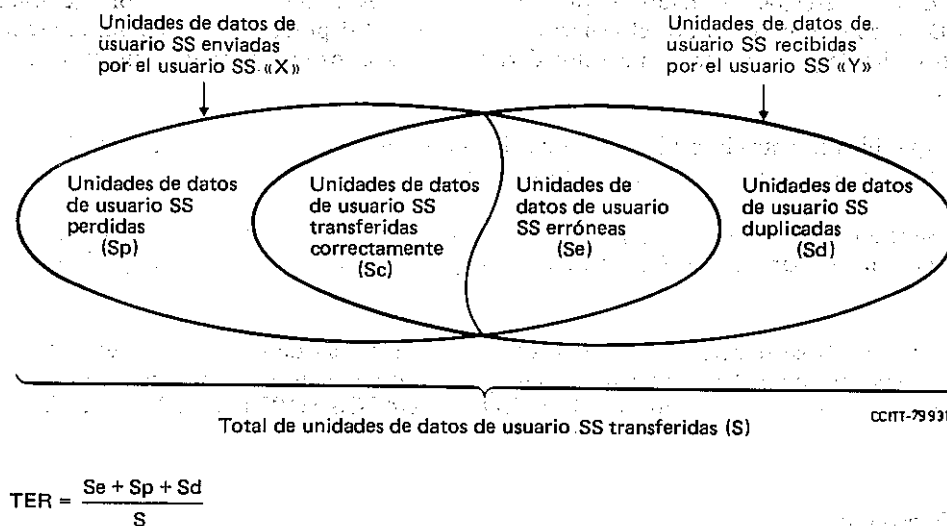 Unidades de datos de
usuario SS enviadas
por el usuario SS «X»
Unidades de datos de
usuario SS recibidas
por el usuario SS «Y»
Unidades de datos
de usuario SS
perdidas
(Sp)
Unidades de datos
de usuario SS
transferidas
correctamente
(Sc)
Unidades de
datos de usuario
SS erróneas
(Se)
Unidades de datos
de usuario SS
duplicadas
(Sd)
Total de unidades de datos de usuario SS transferidas (S)
CCITT-79931
TER = Se + Sp + Sd
S